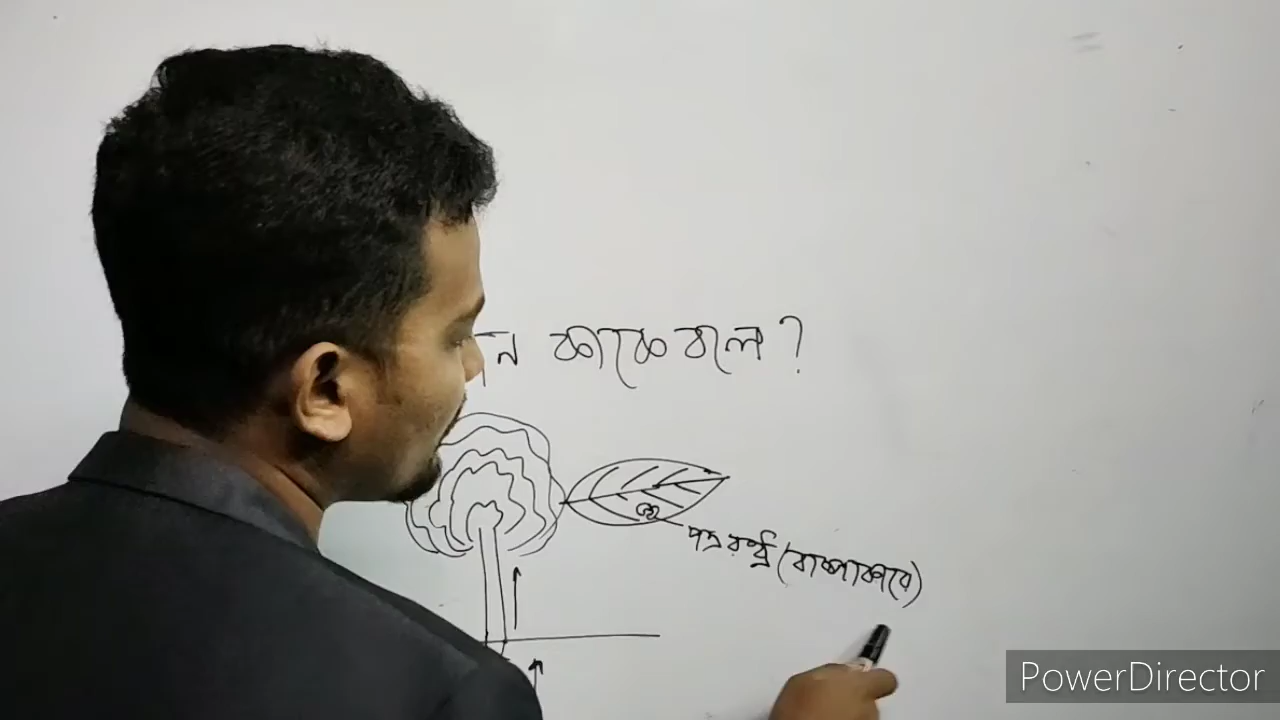 ন কাকে বলে ?
পত্ররন্ধ্র (বাষ্পাকারে)
PowerDirector